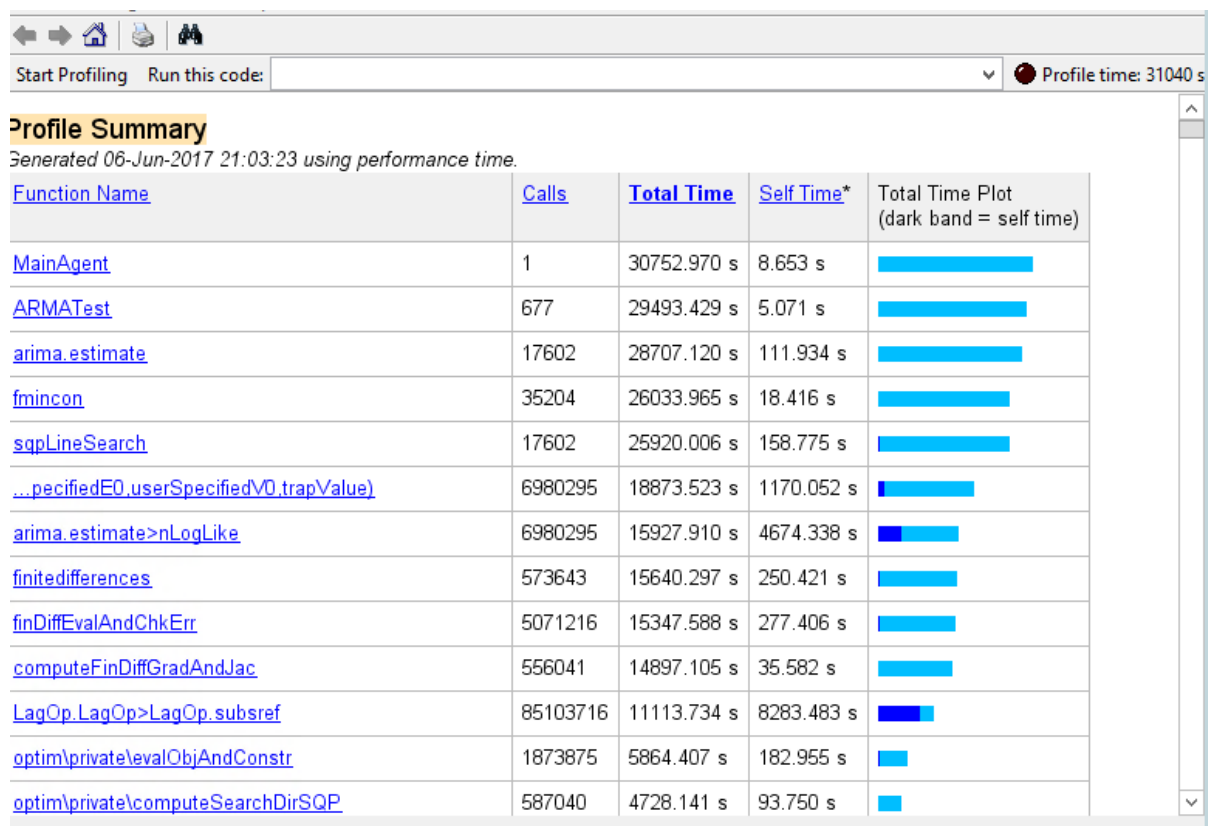 Start Profiling Run this code: Profile time: 31040 s
Profile Summary
Generated 06-Jun-2017 21:03:23 using performance time.
Function Name Calls Total Time Self Time* Total Time Plot
(dark band = self time)
MainAgent 1 30752.970 s 8.653 s
ARMATest 677 29493.429 s 5.071 s
arima.estimate 17602 28707.120 s 111.934 s
fmincon 35204 26033.965 s 18.416 s
sqpLineSearch 17602 25920.006 s 158.775 s
...pecifiedE0,userSpecifiedV0,trapValue) 6980295 18873.523 s 1170.052 s
arima.estimate>nLogLike 6980295 15927.910 s 4674.338 s
finitedifferences 573643 15640.297 s 250.421 s
finDiffEvalAndChkErr 5071216 15347.588 s 277.406 s
computeFinDiffGradAndJac 556041 14897.105 s 35.582 s
LagOp.LagOp>LagOp.subsref 85103716 11113.734 s 8283.483 s
optim\private\evalObjAndConstr 1873875 5864.407 s 182.955 s
optim\private\computeSearchDirSQP 587040 4728.141 s 93.750 s